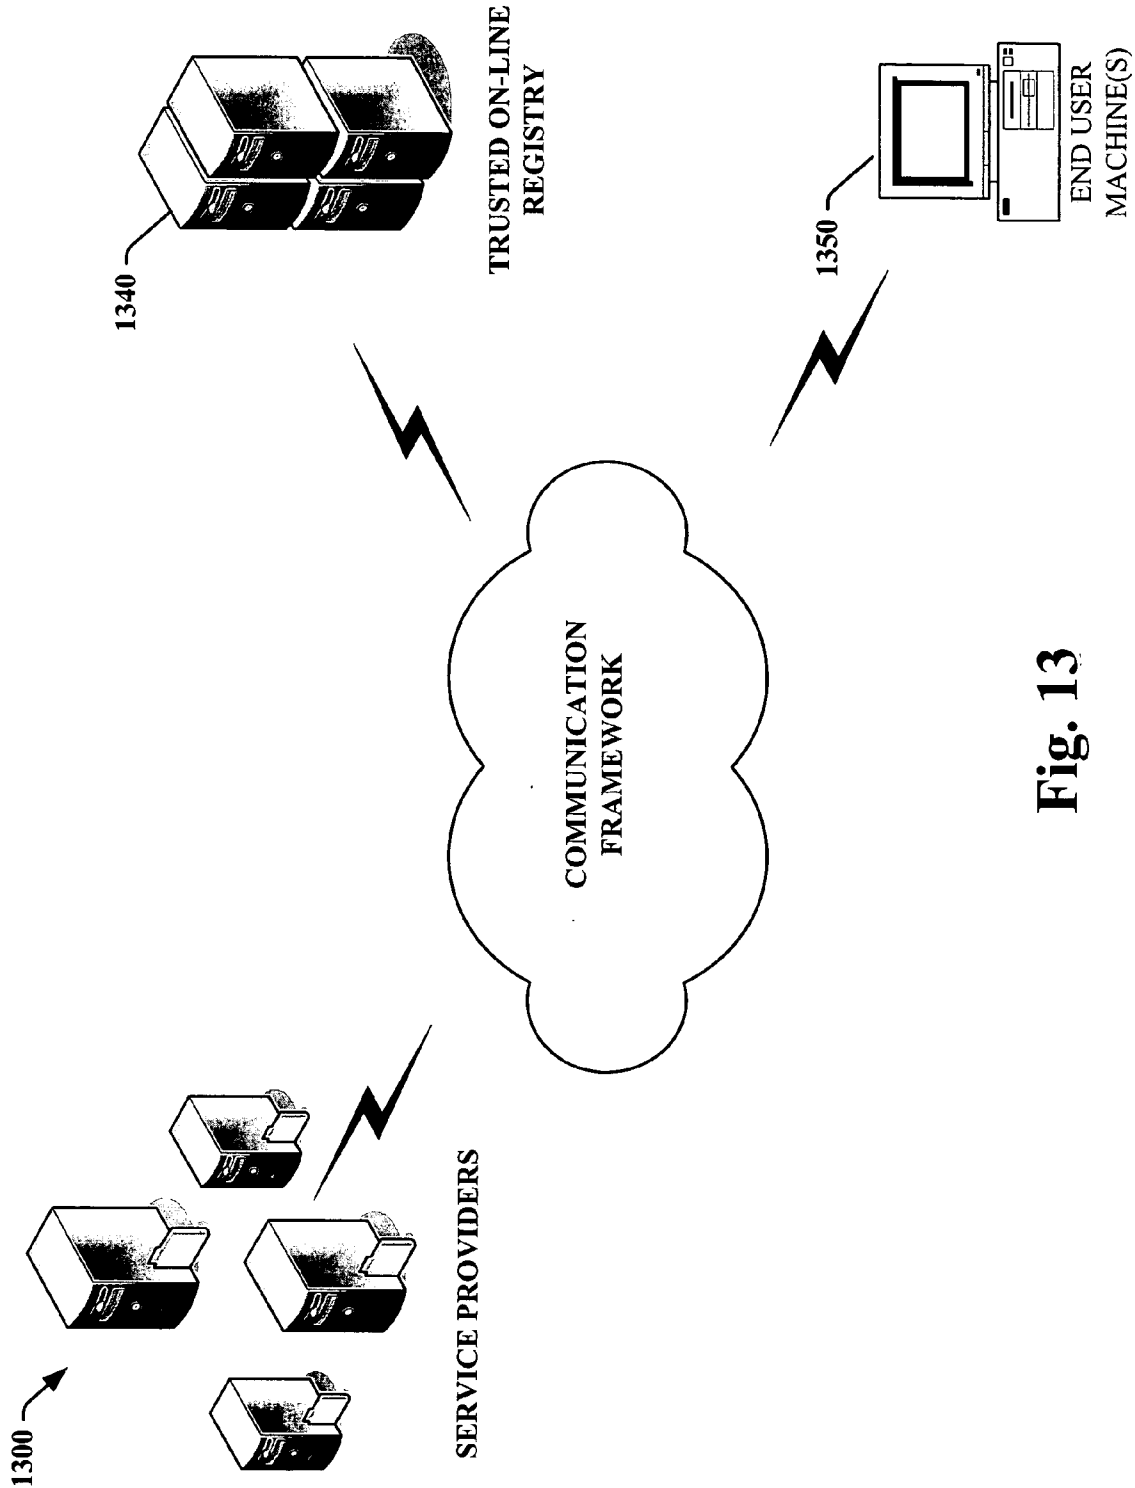 1300
SERVICE PROVIDERS
1340
TRUSTED ON-LINE
REGISTRY
COMMUNICATION
FRAMEWORK
1350
END USER
MACHINE(S)
Fig. 13